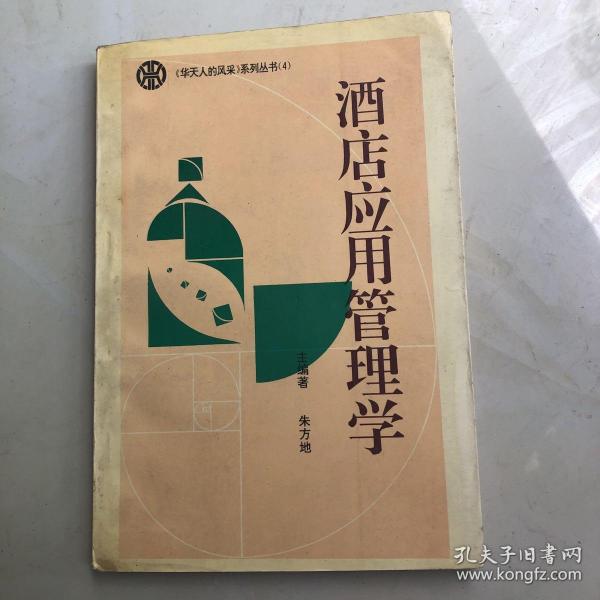 《华天人的风采》系列丛书(4)
酒店应用管理学
主编著 朱方地
孔夫子旧书网
www.kongfz.com